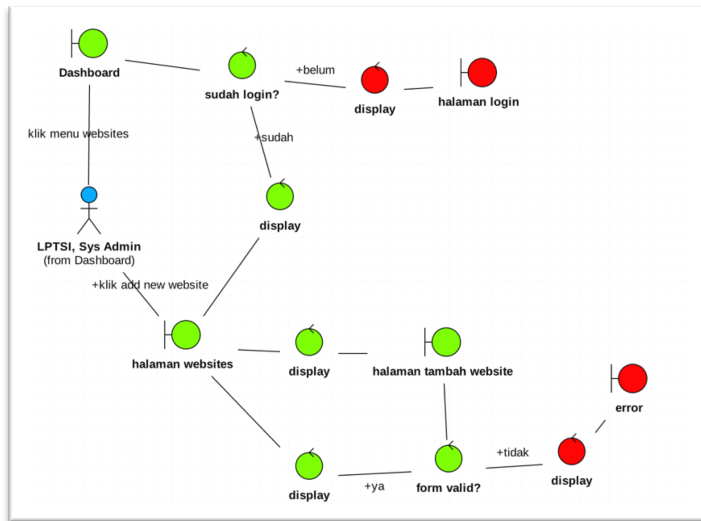 Dashboard
sudah login?
+belum
display
halaman login
klik menu websites
+sudah
display
LPTSI, Sys Admin
(from Dashboard)
+klik add new website
halaman websites
display
halaman tambah website
error
display
+ya
form valid?
+tidak
display